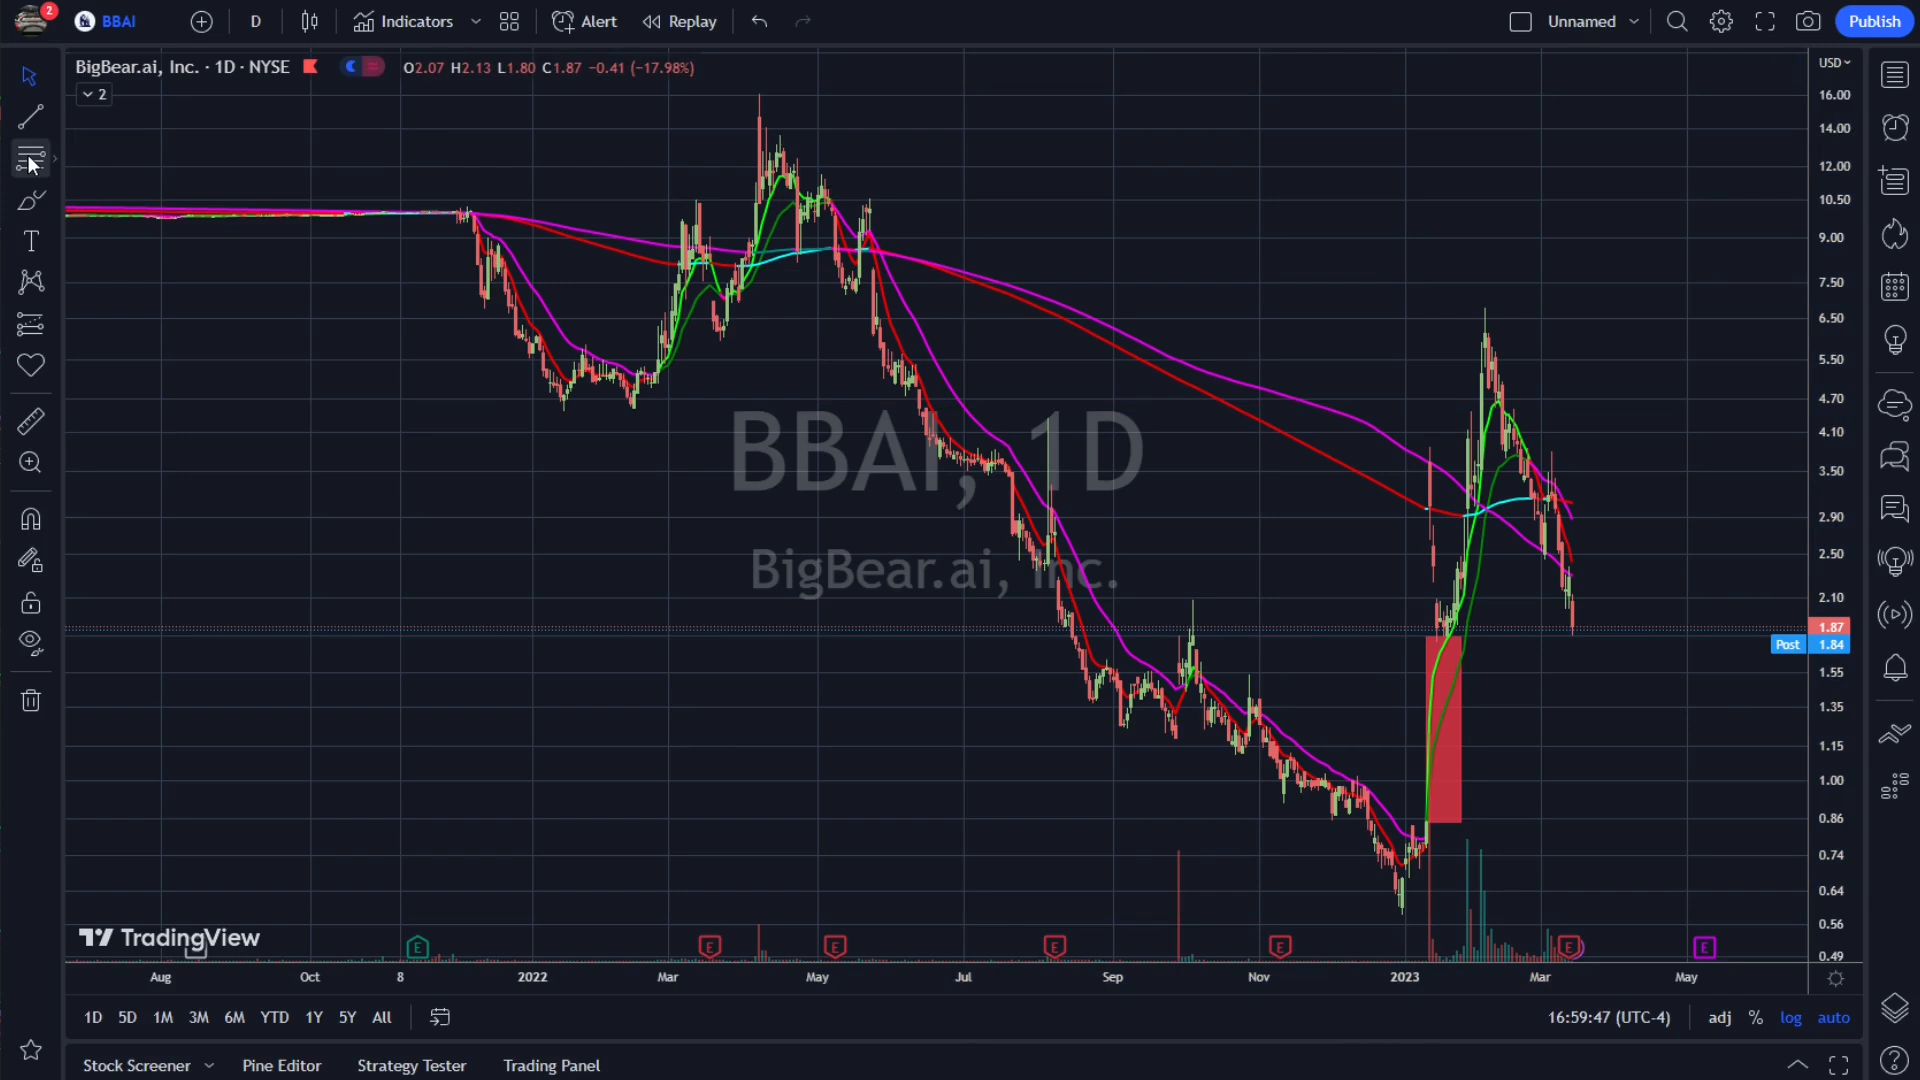 2
BBAI
D
Indicators
Alert
Replay
Unnamed
Publish
BigBear.ai, Inc. · 1D · NYSE
O2.07 H2.13 L1.80 C1.87 −0.41 (−17.98%)
2
USD
16.00
14.00
12.00
10.50
9.00
7.50
6.50
5.50
4.70
4.10
3.50
2.90
2.50
2.10
1.87
Post 1.84
1.55
1.35
1.15
1.00
0.86
0.74
0.64
0.56
0.49
BBAI, 1D
BigBear.ai, Inc.
TradingView
E E E E E E E
Aug Oct 8 2022 Mar May Jul Sep Nov 2023 Mar May
1D 5D 1M 3M 6M YTD 1Y 5Y All
16:59:47 (UTC-4) adj % log auto
Stock Screener Pine Editor Strategy Tester Trading Panel